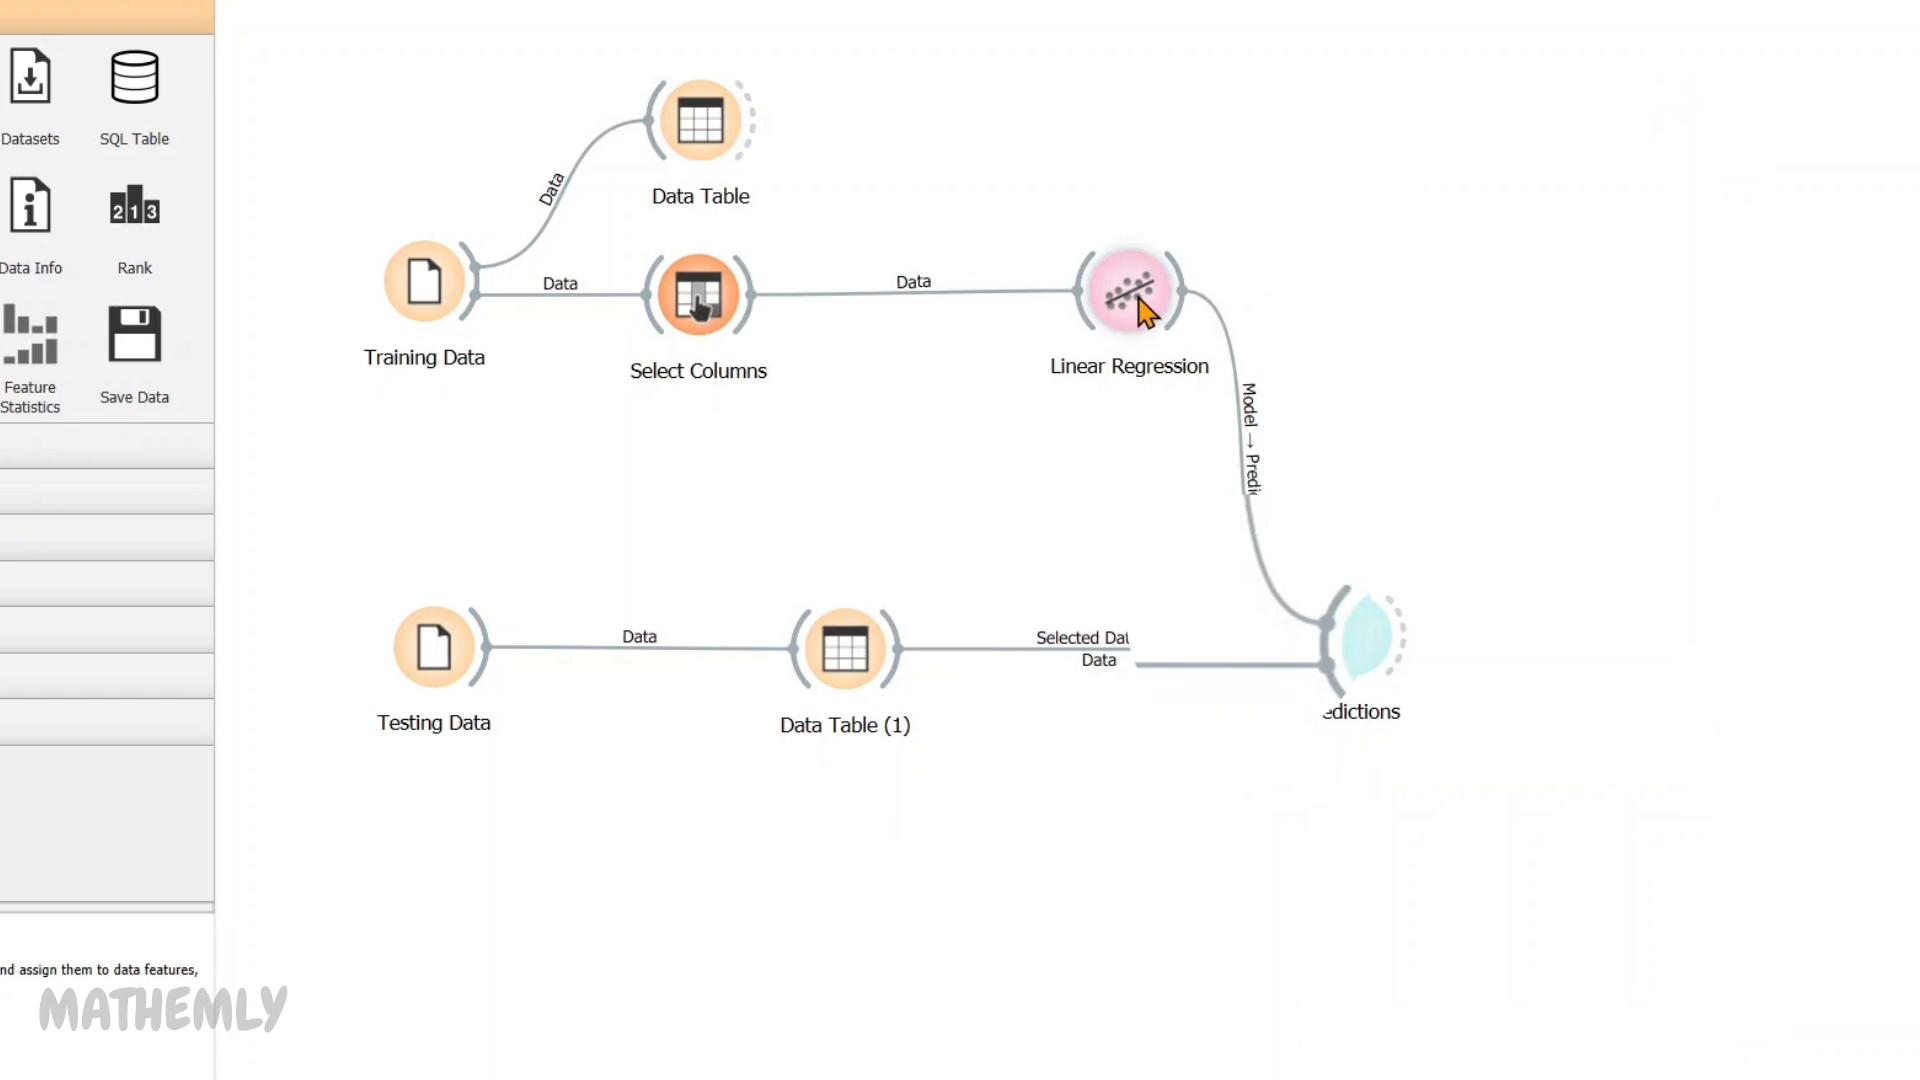 Datasets
SQL Table
Data Info
Rank
Feature
Statistics
Save Data
nd assign them to data features,
MATHEMLY
Data
Data Table
Training Data
Data
Select Columns
Data
Linear Regression
Model → Predic
Testing Data
Data
Data Table (1)
Selected Dat
Data
edictions